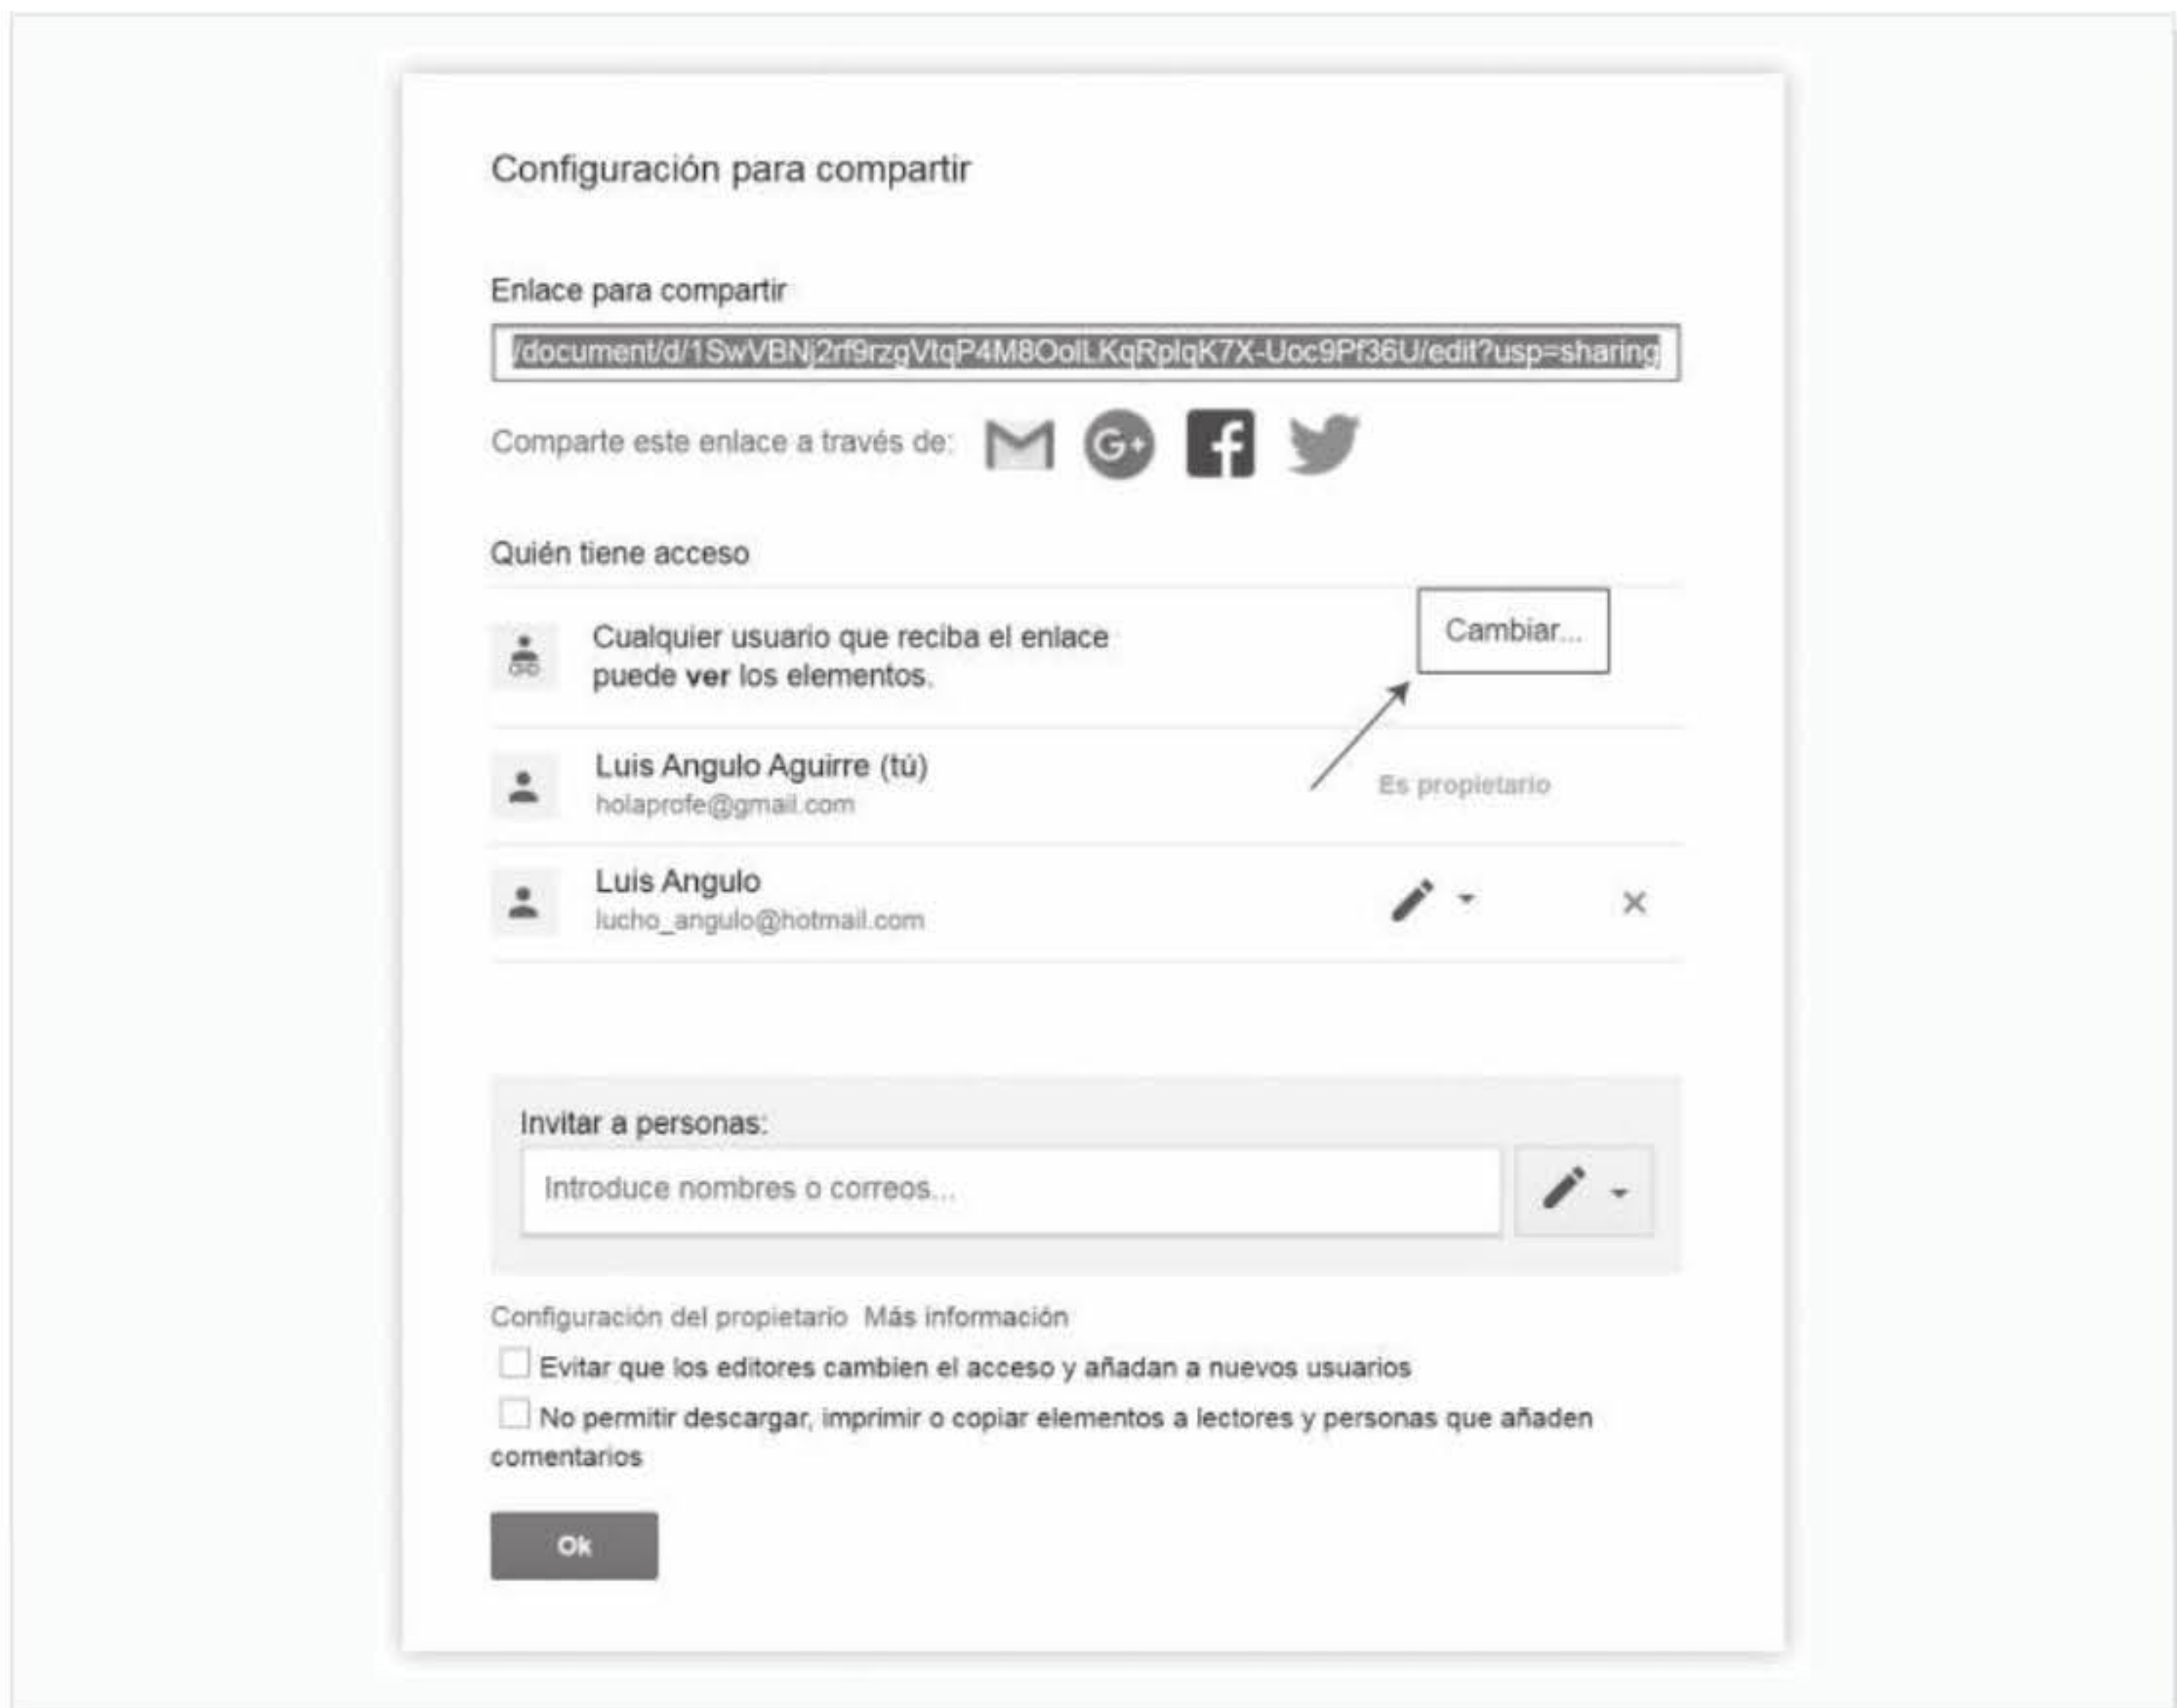 Configuración para compartir
Enlace para compartir
/document/d/1SwVBNj2rf9rzgVtqP4M8OolLKqRplqK7X-Uoc9Pf36U/edit?usp=sharing
Comparte este enlace a través de: M G+ f
Quién tiene acceso
Cualquier usuario que reciba el enlace
puede ver los elementos.
Cambiar...
Luis Angulo Aguirre (tú)
holaprofe@gmail.com
Es propietario
Luis Angulo
lucho_angulo@hotmail.com
Invitar a personas:
Introduce nombres o correos...
Configuración del propietario Más información
Evitar que los editores cambien el acceso y añadan a nuevos usuarios
No permitir descargar, imprimir o copiar elementos a lectores y personas que añaden
comentarios
Ok